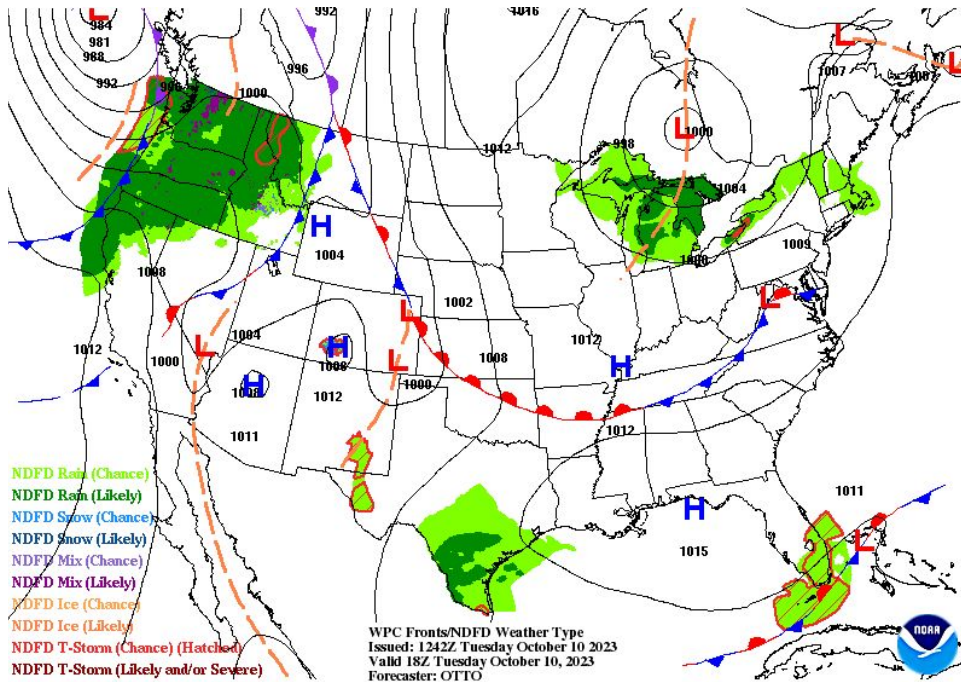 L
992
1016
984
981
988
992
996
996
1000
L
1007
L
1007
L
1000
998
1012
1004
H
1004
1008
1009
1008
1002
L
L
1004
1012
1000
L
H
1008
1008
L
1000
H
1012
H
1008
1012
1011
1012
NDFD Rain (Chance)
NDFD Rain (Likely)
NDFD Snow (Chance)
NDFD Snow (Likely)
NDFD Mix (Chance)
NDFD Mix (Likely)
NDFD Ice (Chance)
NDFD Ice (Likely)
NDFD T-Storm (Chance) (Hatched)
NDFD T-Storm (Likely and/or Severe)
1011
H
1015
L
WPC Fronts/NDFD Weather Type
Issued: 1242Z Tuesday October 10 2023
Valid 18Z Tuesday October 10, 2023
Forecaster: OTTO
NOAA